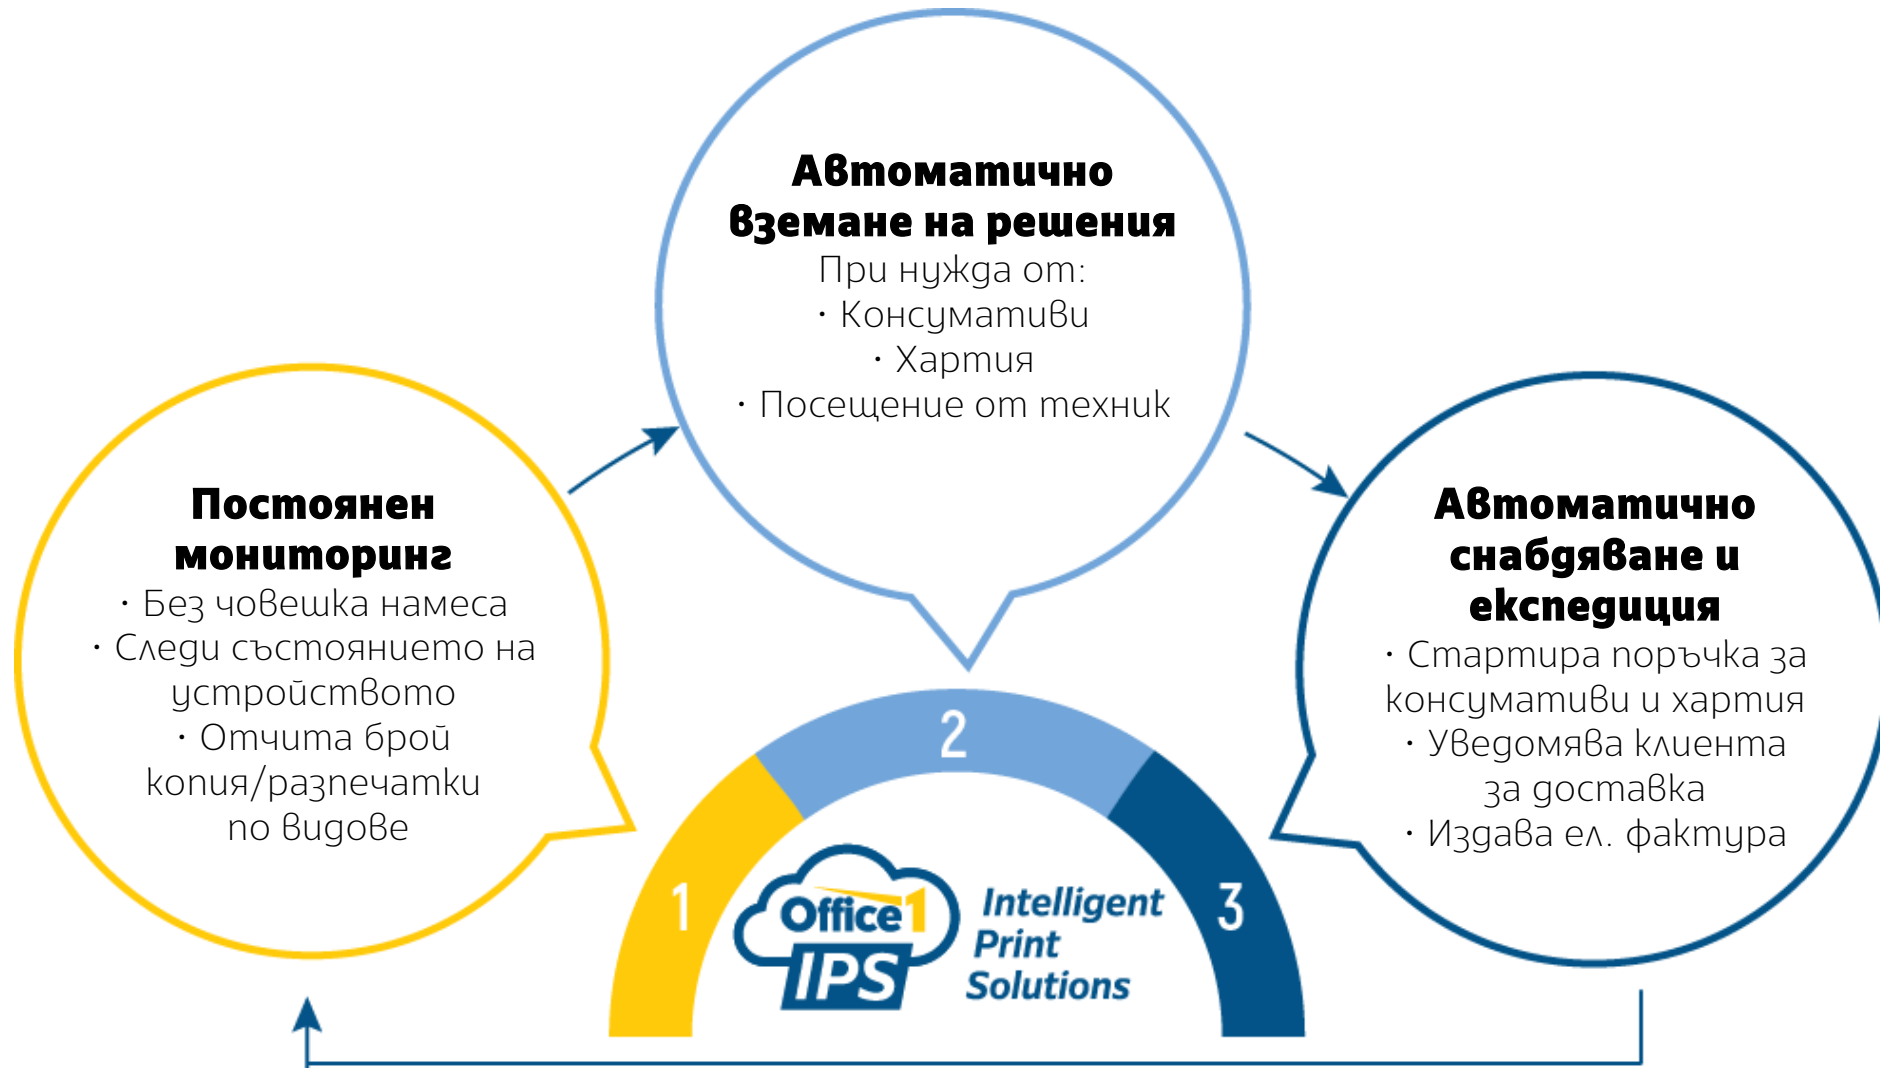 Автоматично
вземане на решения
При нужда от:
· Консумативи
· Хартия
· Посещение от техник
Постоянен
мониторинг
· Без човешка намеса
· Следи състоянието на
устройството
· Отчита брой
копия/разпечатки
по видове
Автоматично
снабдяване и
експедиция
· Стартира поръчка за
консумативи и хартия
· Уведомява клиента
за доставка
· Издава ел. фактура
1
2
3
Office1
IPS
Intelligent
Print
Solutions